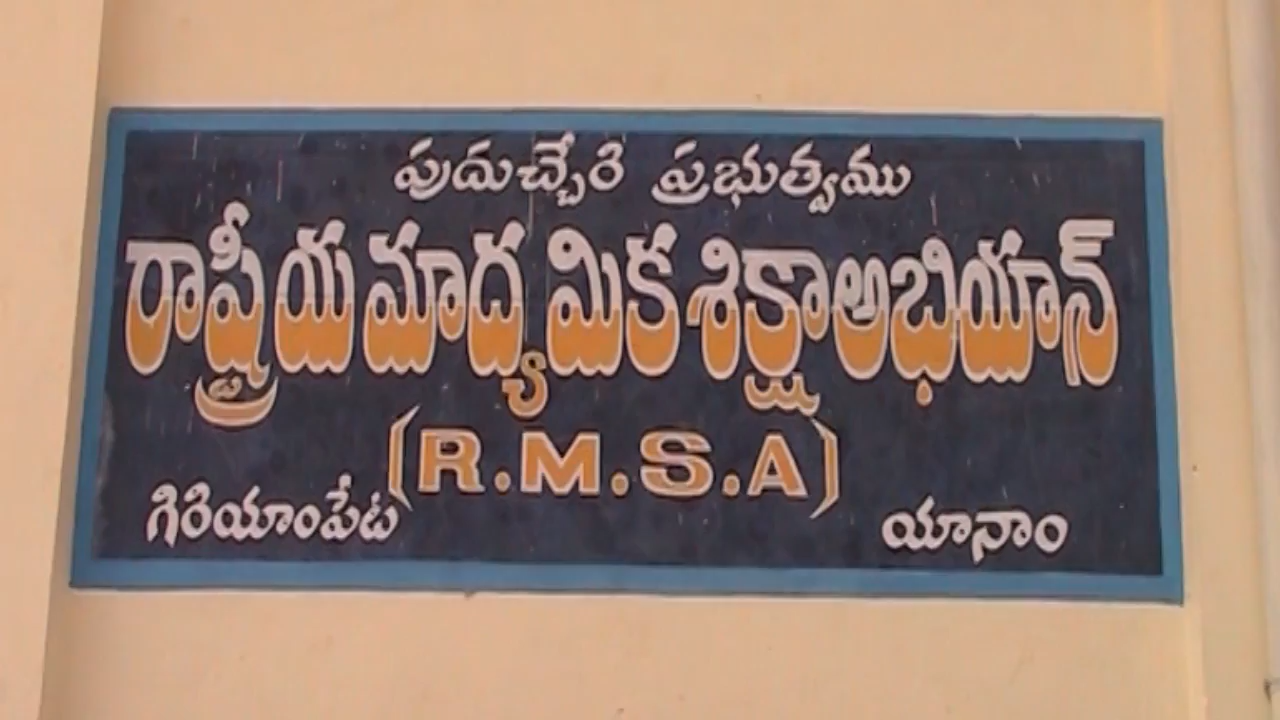 పుదుచ్చేరి ప్రభుత్వము
రాష్ట్రీయ మాధ్యమిక శిక్షా అభియాన్
(R.M.S.A)
గిరియాంపేట యానాం